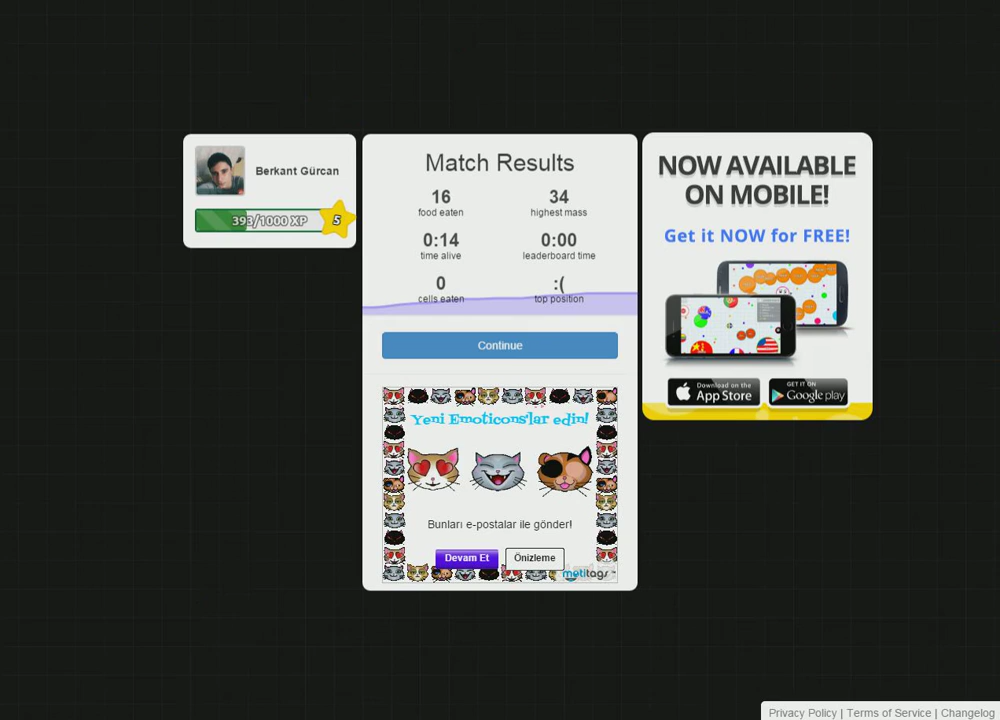 Berkant Gürcan
393/1000 XP
5
Match Results
16
food eaten
34
highest mass
0:14
time alive
0:00
leaderboard time
0
cells eaten
:(
top position
Continue
Yeni Emoticons'lar edin!
Bunları e-postalar ile gönder!
Devam Et
Önizleme
metitags™
NOW AVAILABLE
ON MOBILE!
Get it NOW for FREE!
Download on the
App Store
GET IT ON
Google play
Privacy Policy | Terms of Service | Changelog